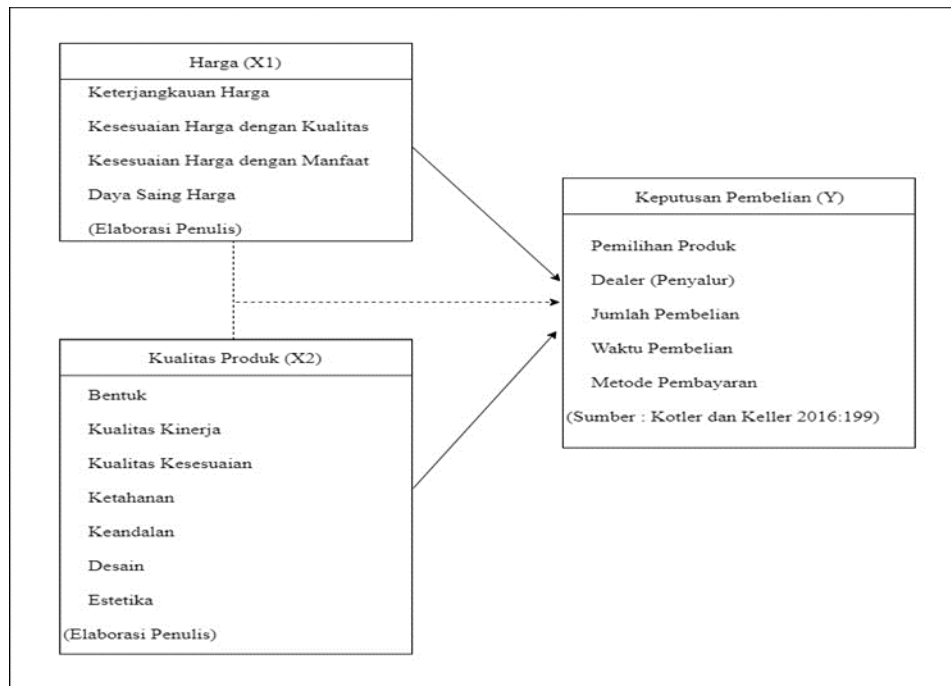 Harga (X1)
Keterjangkauan Harga
Kesesuaian Harga dengan Kualitas
Kesesuaian Harga dengan Manfaat
Daya Saing Harga
(Elaborasi Penulis)
Kualitas Produk (X2)
Bentuk
Kualitas Kinerja
Kualitas Kesesuaian
Ketahanan
Keandalan
Desain
Estetika
(Elaborasi Penulis)
Keputusan Pembelian (Y)
Pemilihan Produk
Dealer (Penyalur)
Jumlah Pembelian
Waktu Pembelian
Metode Pembayaran
(Sumber : Kotler dan Keller 2016:199)